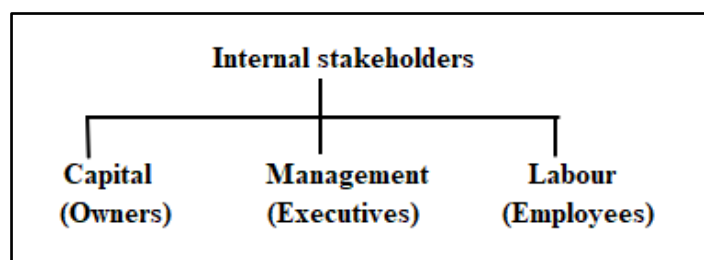 Internal stakeholders
Capital Management Labour
(Owners) (Executives) (Employees)